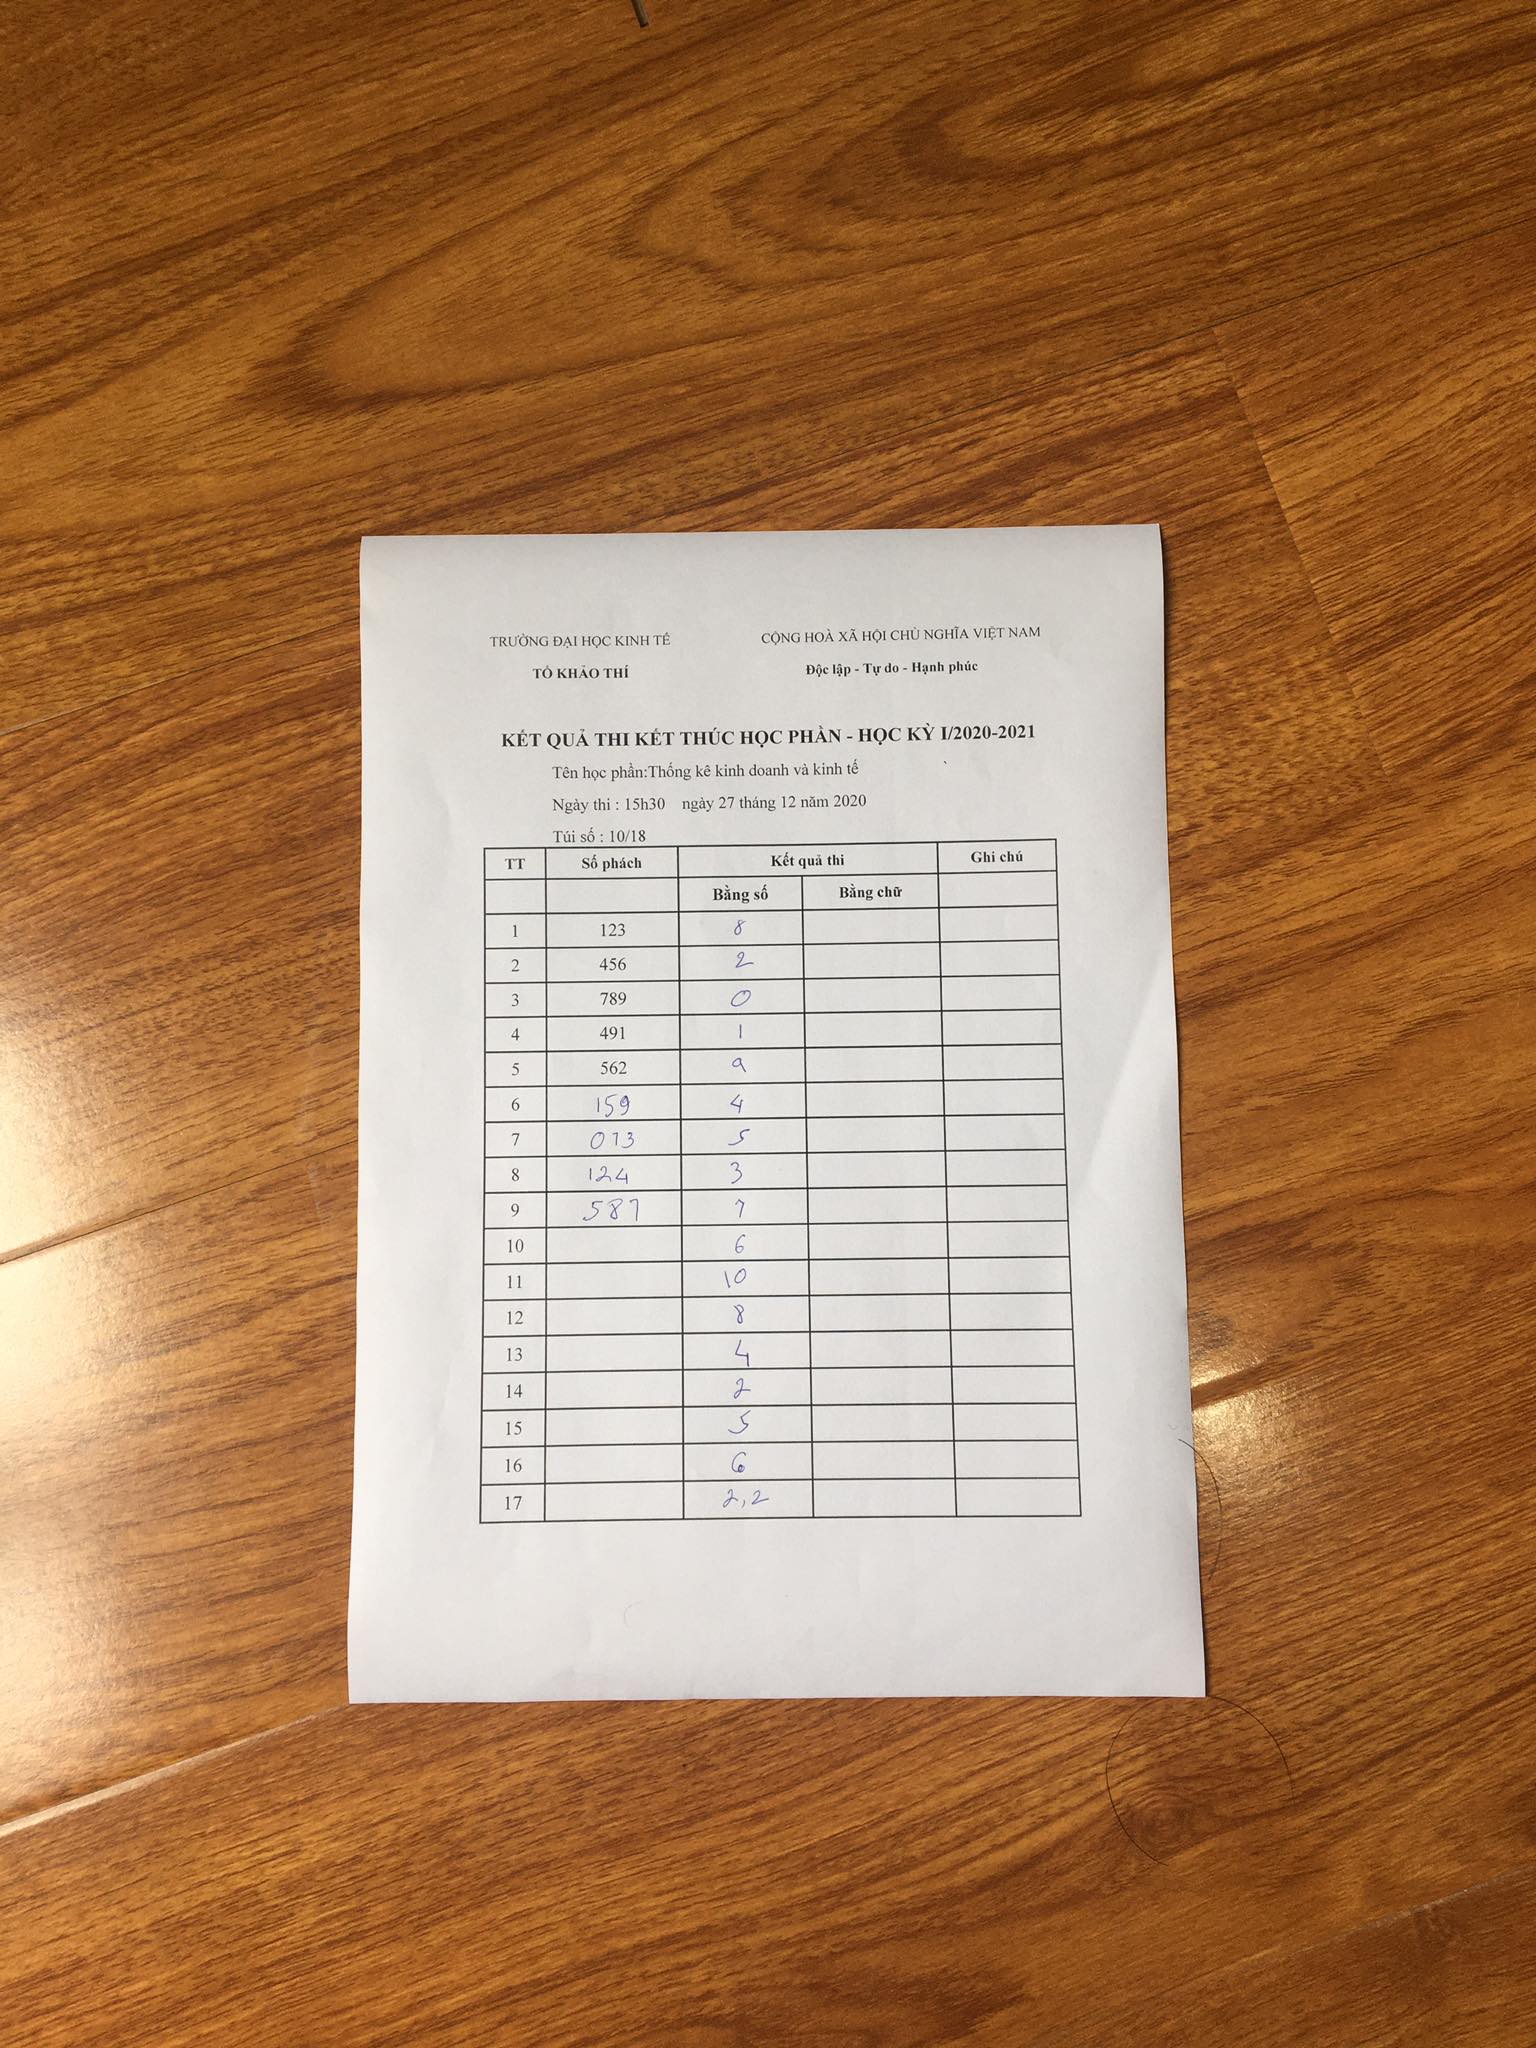 TRƯỜNG ĐẠI HỌC KINH TẾ CỘNG HOÀ XÃ HỘI CHỦ NGHĨA VIỆT NAM
TỔ KHẢO THÍ Độc lập - Tự do - Hạnh phúc
KẾT QUẢ THI KẾT THÚC HỌC PHẦN - HỌC KỲ I/2020-2021
Tên học phần:Thống kê kinh doanh và kinh tế
Ngày thi : 15h30 ngày 27 tháng 12 năm 2020
Túi số : 10/18
TT Số phách Kết quả thi Ghi chú
Bằng số Bằng chữ
1 123 8
2 456 2
3 789 0
4 491 1
5 562 9
6 159 4
7 073 5
8 124 3
9 587 7
10 6
11 10
12 8
13 4
14 2
15 5
16 6
17 2,2